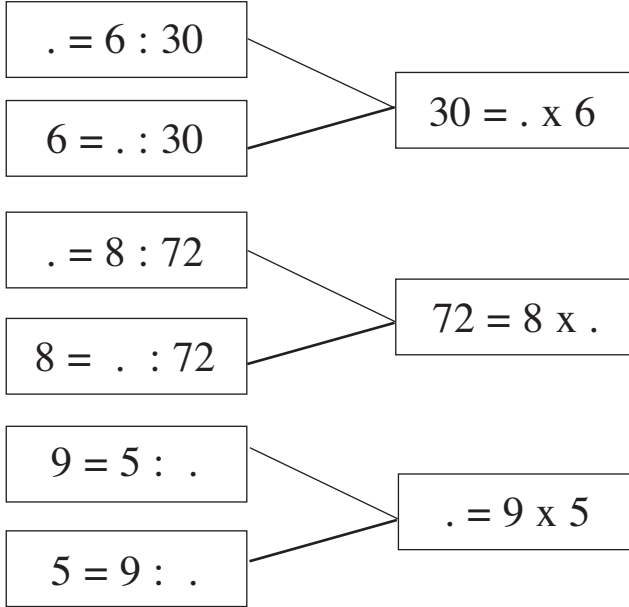 . = 6 : 30
30 = . x 6
6 = . : 30
. = 8 : 72
72 = 8 x .
8 = . : 72
9 = 5 : .
. = 9 x 5
5 = 9 : .